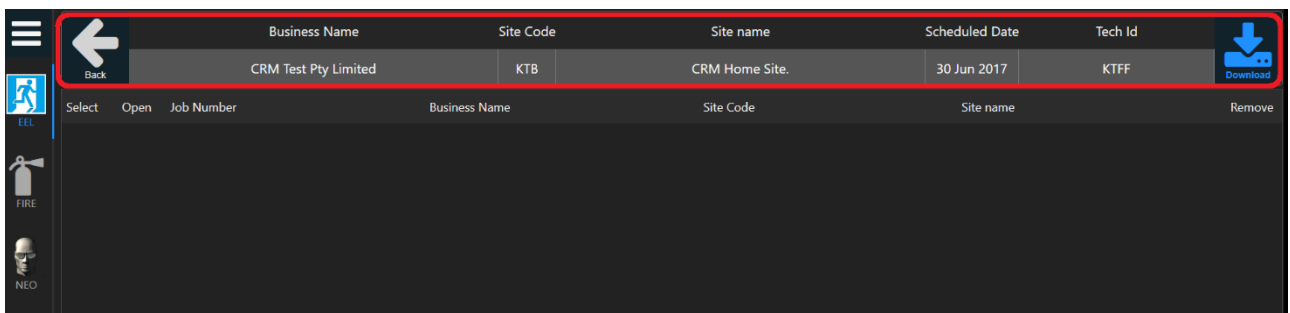 Business Name Site Code Site name Scheduled Date Tech Id
Back CRM Test Pty Limited KTB CRM Home Site. 30 Jun 2017 KTFF Download
Select Open Job Number Business Name Site Code Site name Remove
EEL
FIRE
NEO